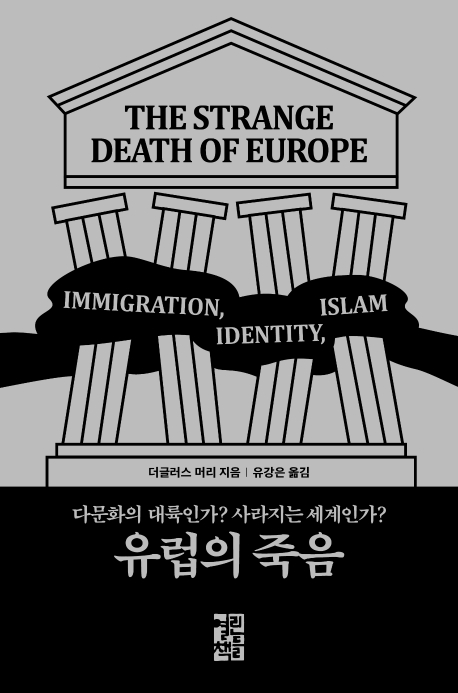 THE STRANGE
DEATH OF EUROPE
IMMIGRATION,
IDENTITY,
ISLAM
더글러스 머리 지음 | 유강은 옮김
다문화의 대륙인가? 사라지는 세계인가?
유럽의 죽음
열린
책들